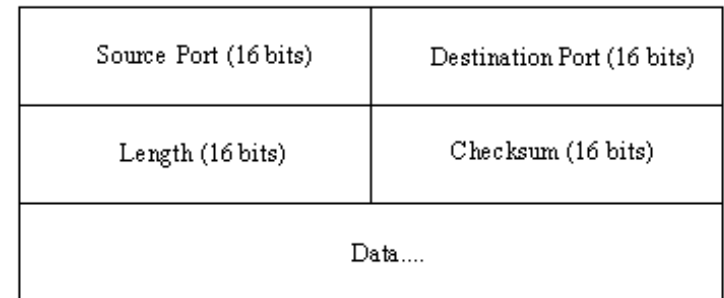 Source Port (16 bits)
Destination Port (16 bits)
Length (16 bits)
Checksum (16 bits)
Data....